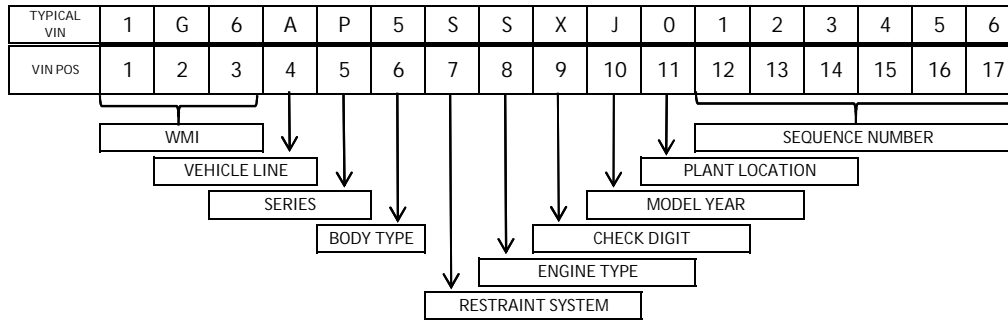 TYPICAL
VIN
1 G 6 A P 5 S S X J 0 1 2 3 4 5 6
VIN POS 1 2 3 4 5 6 7 8 9 10 11 12 13 14 15 16 17
WMI
SEQUENCE NUMBER
VEHICLE LINE
PLANT LOCATION
SERIES
MODEL YEAR
BODY TYPE
CHECK DIGIT
ENGINE TYPE
RESTRAINT SYSTEM